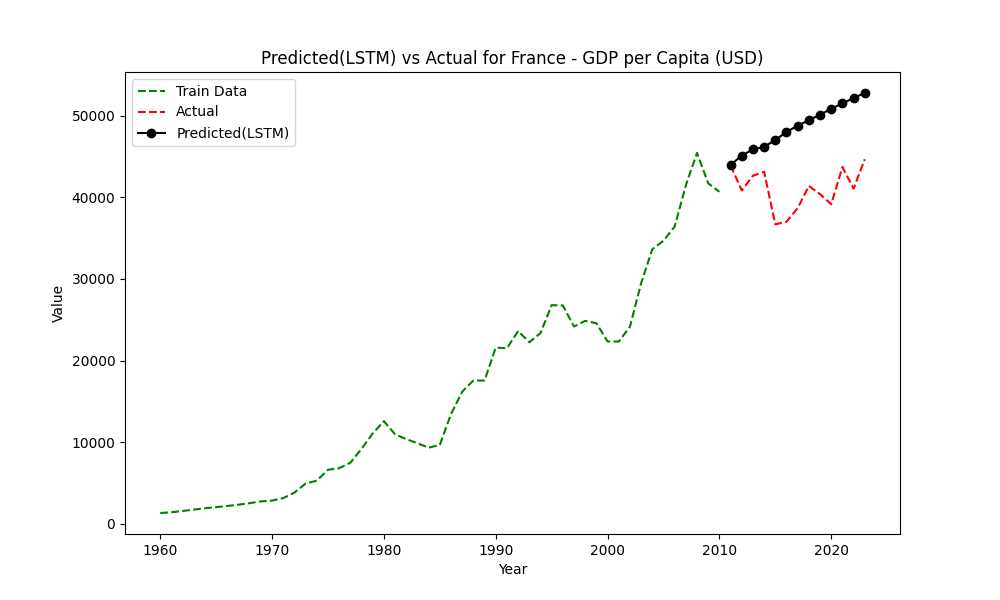 Predicted(LSTM) vs Actual for France - GDP per Capita (USD)
Train Data
Actual
Predicted(LSTM)
50000
40000
30000
20000
10000
0
Value
1960 1970 1980 1990 2000 2010 2020
Year